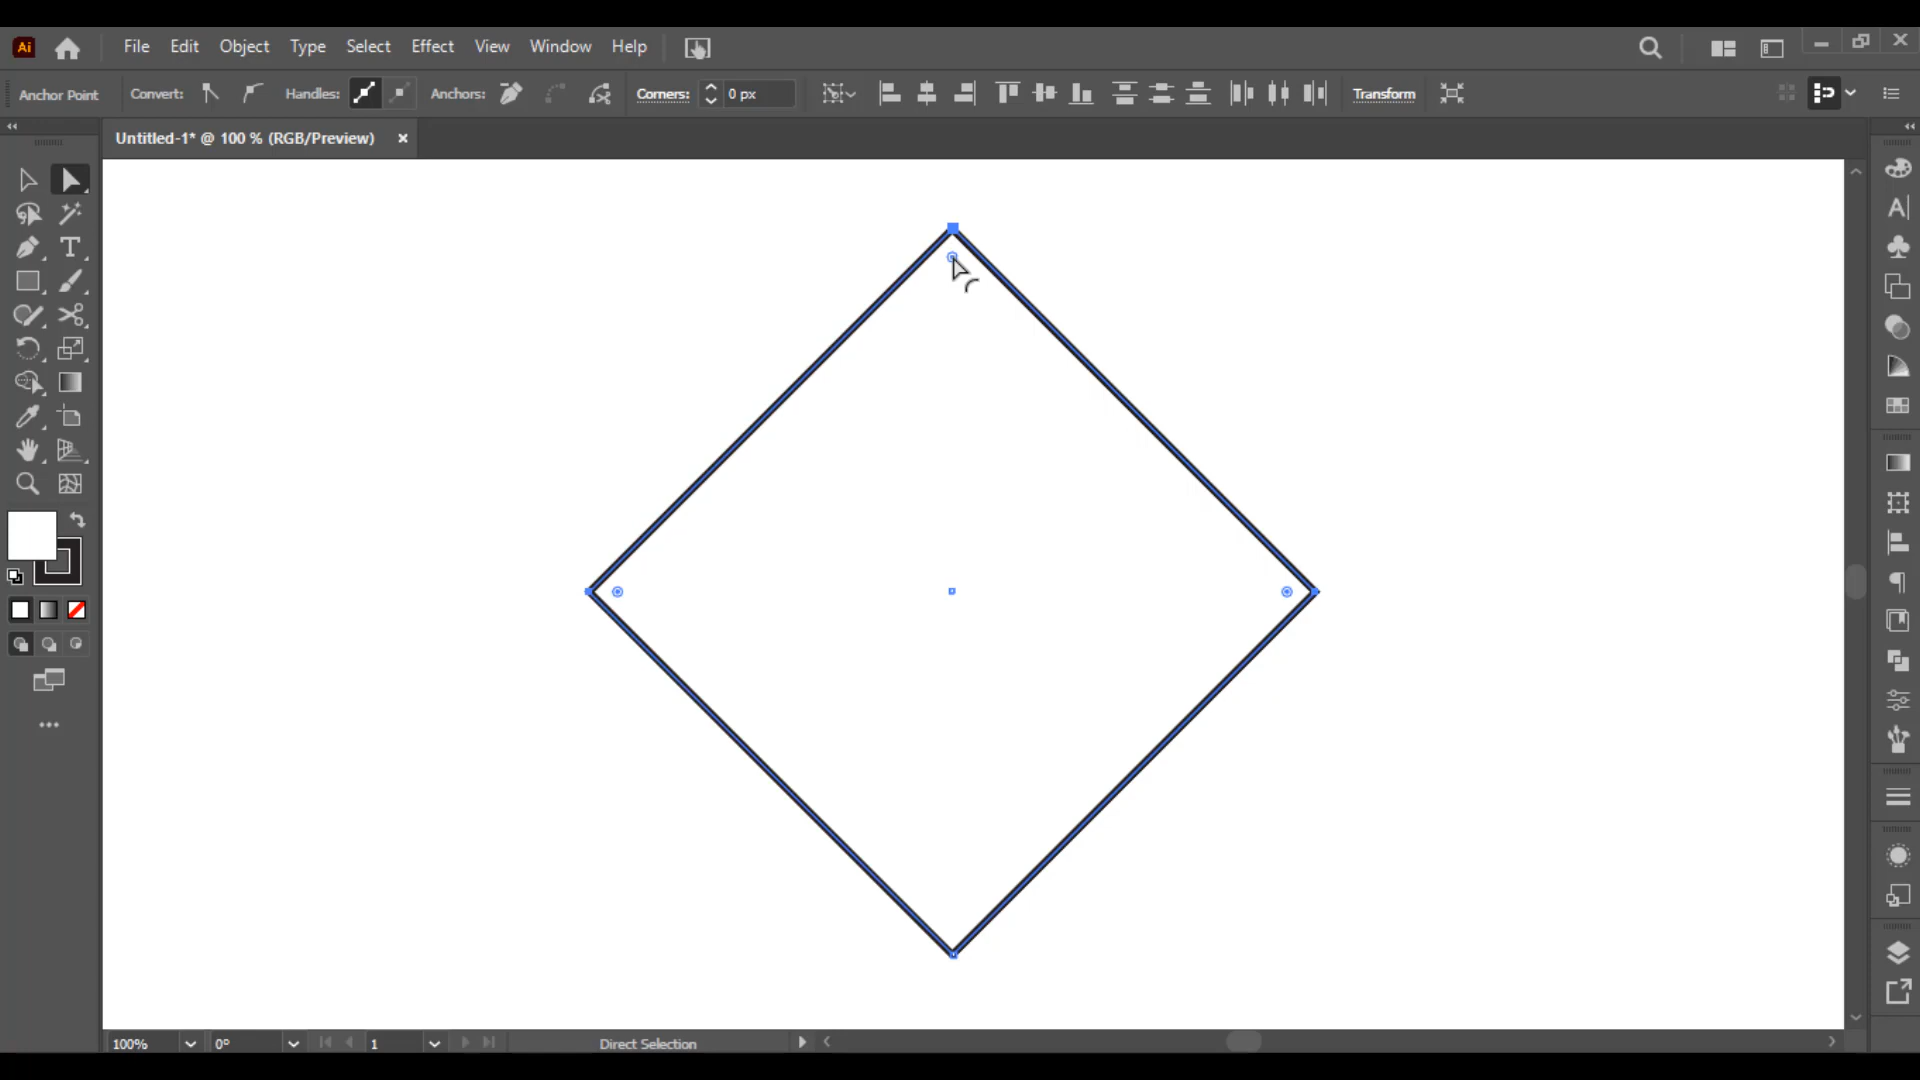 Ai File Edit Object Type Select Effect View Window Help
Anchor Point Convert: Handles: Anchors: Corners: 0 px Transform
Untitled-1* @ 100 % (RGB/Preview) ×
100% 0° 1 Direct Selection